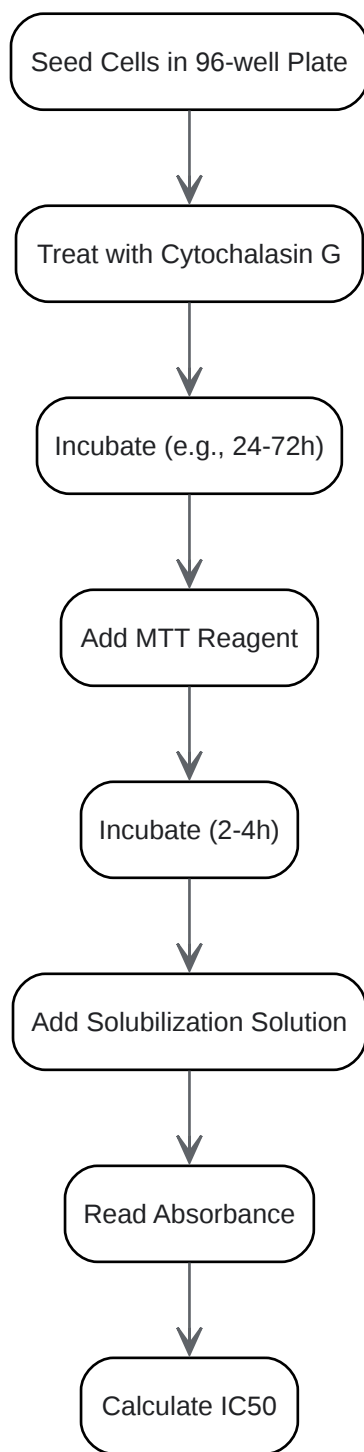 Seed Cells in 96-well Plate
Treat with Cytochalasin G
Incubate (e.g., 24-72h)
Add MTT Reagent
Incubate (2-4h)
Add Solubilization Solution
Read Absorbance
Calculate IC50